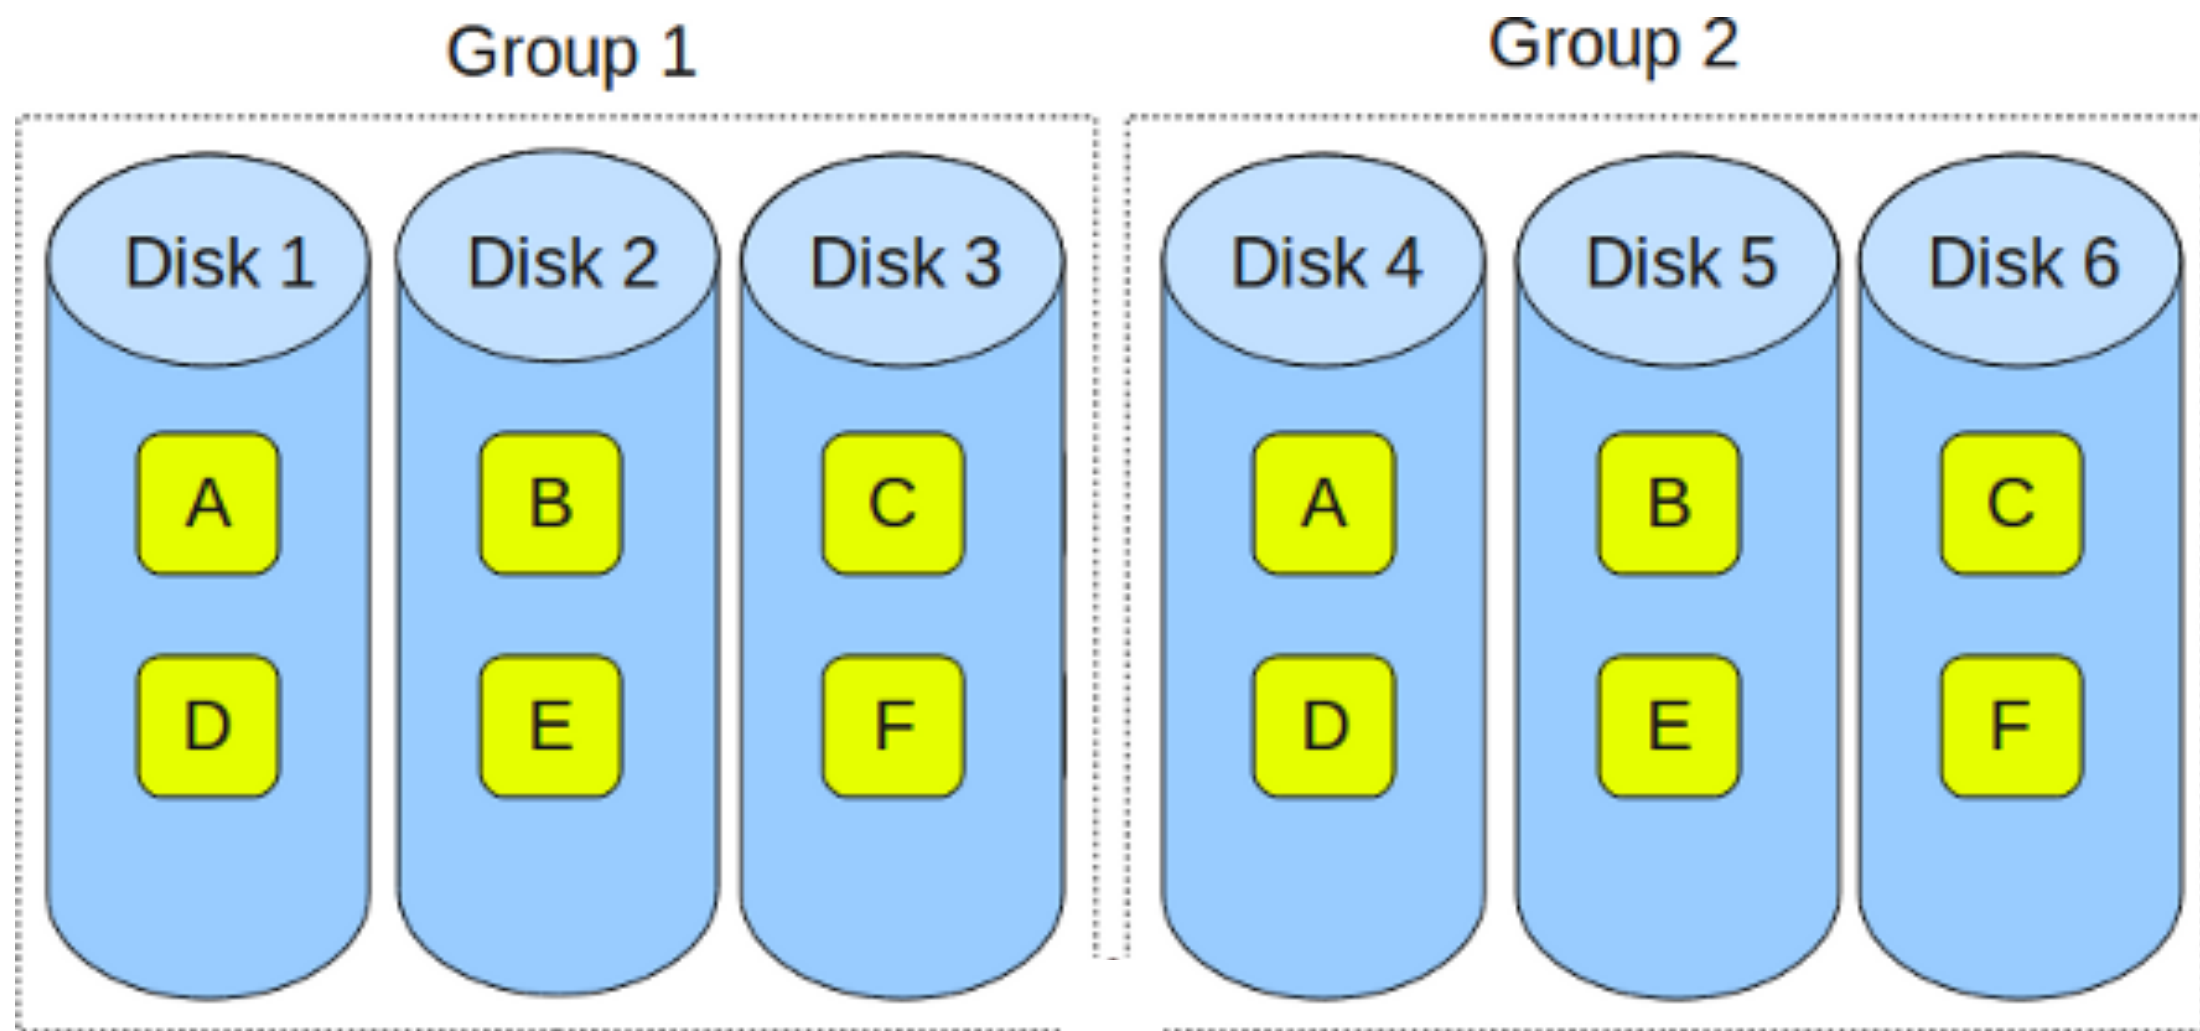 Group 1
Group 2
Disk 1
Disk 2
Disk 3
Disk 4
Disk 5
Disk 6
A
B
C
A
B
C
D
E
F
D
E
F